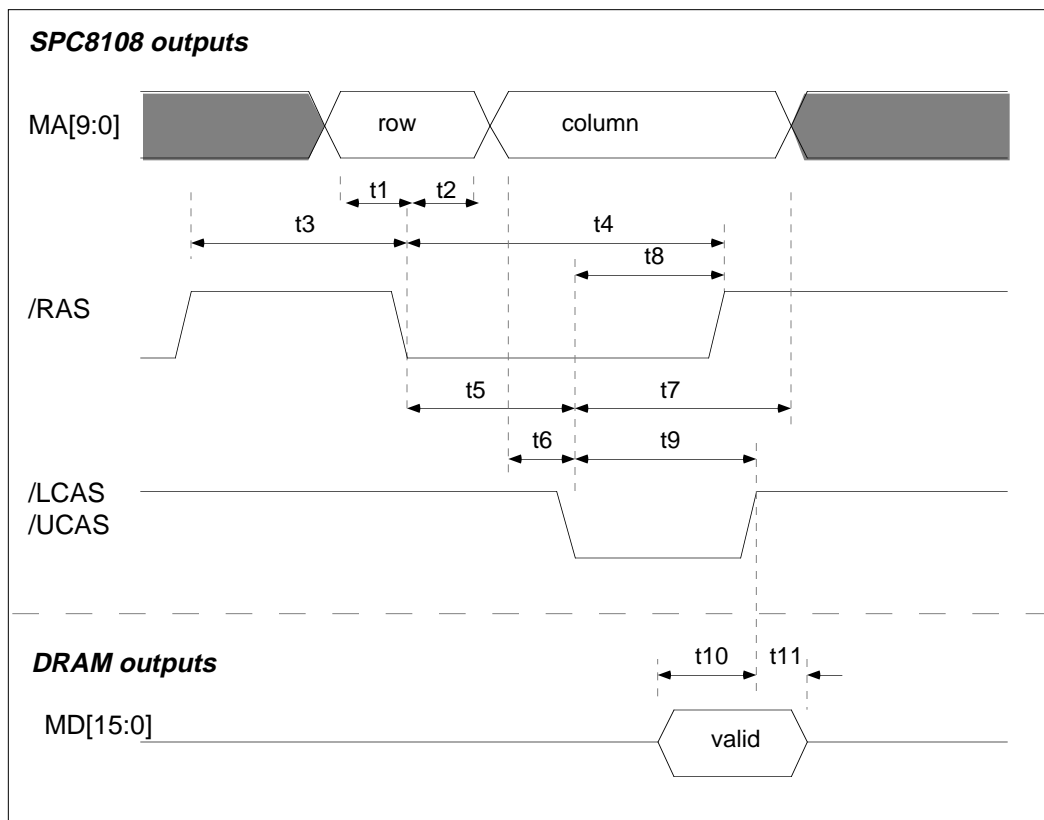 SPC8108 outputs
MA[9:0]
row
column
t1
t2
t3
t4
t8
/RAS
t5
t7
t6
t9
/LCAS
/UCAS
DRAM outputs
t10
t11
MD[15:0]
valid